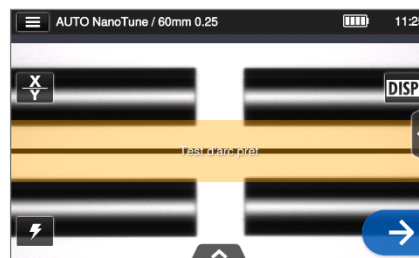 AUTO NanoTune / 60mm 0.25
11:2
X
Y
DISP
Test d'arc prêt